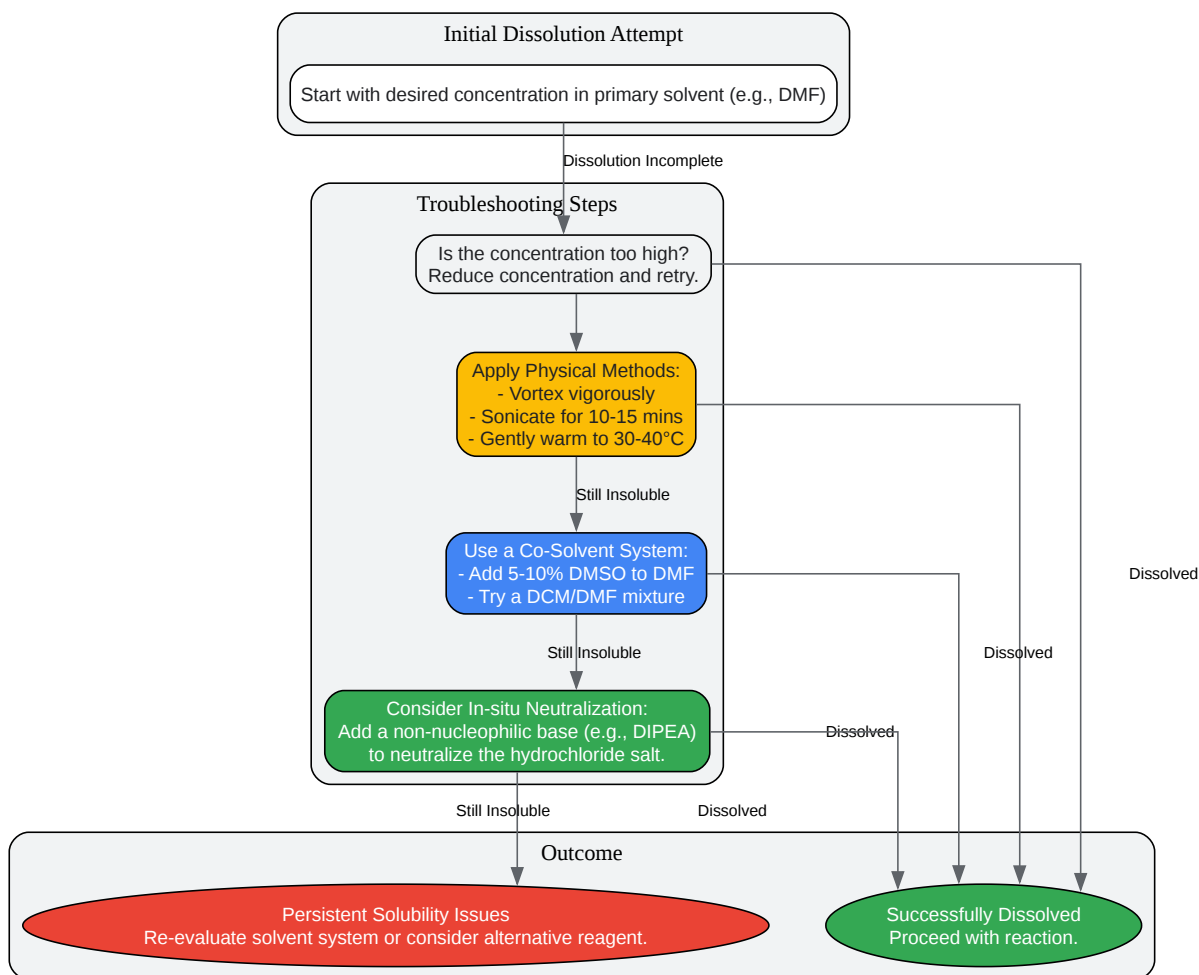 Initial Dissolution Attempt
Start with desired concentration in primary solvent (e.g., DMF)
Dissolution Incomplete
Troubleshooting Steps
Is the concentration too high?
Reduce concentration and retry.
Apply Physical Methods:
- Vortex vigorously
- Sonicate for 10-15 mins
- Gently warm to 30-40°C
Still Insoluble
Use a Co-Solvent System:
- Add 5-10% DMSO to DMF
- Try a DCM/DMF mixture
Dissolved
Still Insoluble
Dissolved
Consider In-situ Neutralization:
Add a non-nucleophilic base (e.g., DIPEA)
to neutralize the hydrochloride salt.
Dissolved
Still Insoluble
Dissolved
Outcome
Persistent Solubility Issues
Re-evaluate solvent system or consider alternative reagent.
Successfully Dissolved
Proceed with reaction.